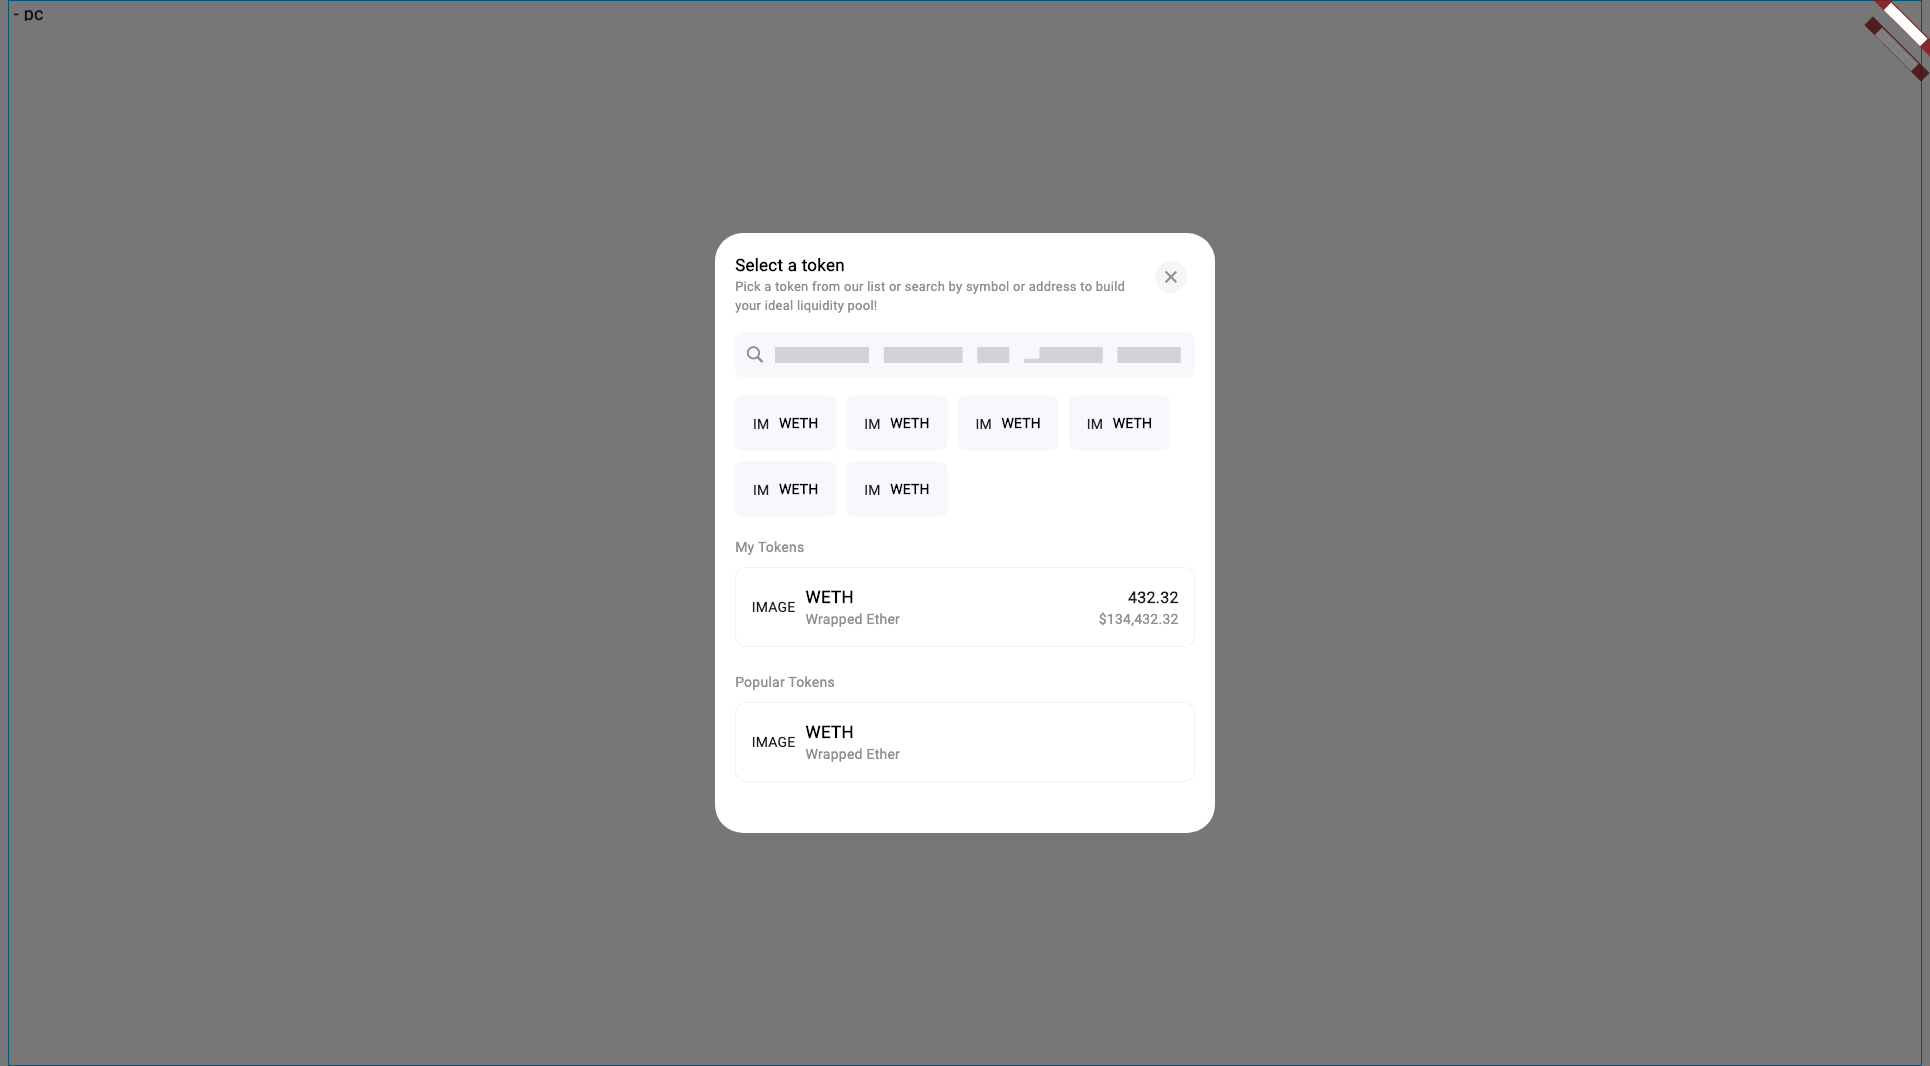 - pc
Select a token
Pick a token from our list or search by symbol or address to build
your ideal liquidity pool!
IM WETH IM WETH IM WETH IM WETH
IM WETH IM WETH
My Tokens
WETH 432.32
IMAGE
Wrapped Ether $134,432.32
Popular Tokens
WETH
IMAGE
Wrapped Ether